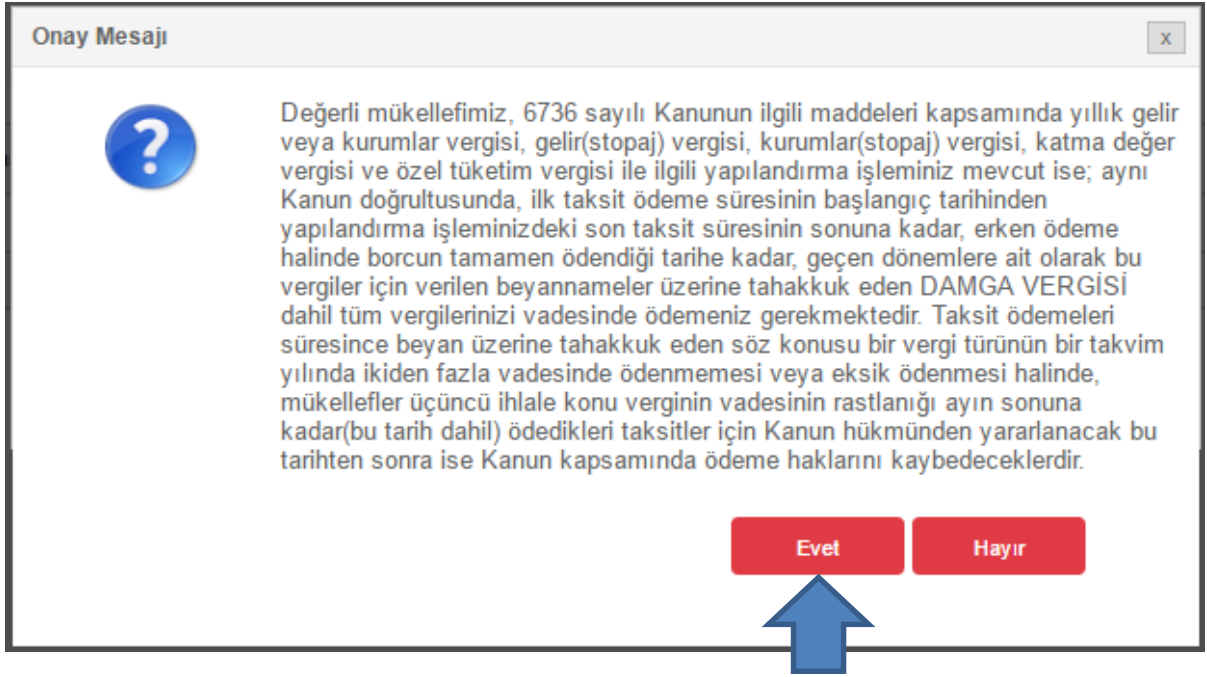 Onay Mesajı
x
?
Değerli mükellefimiz, 6736 sayılı Kanunun ilgili maddeleri kapsamında yıllık gelir
veya kurumlar vergisi, gelir(stopaj) vergisi, kurumlar(stopaj) vergisi, katma değer
vergisi ve özel tüketim vergisi ile ilgili yapılandırma işleminiz mevcut ise; aynı
Kanun doğrultusunda, ilk taksit ödeme süresinin başlangıç tarihinden
yapılandırma işleminizdeki son taksit süresinin sonuna kadar, erken ödeme
halinde borcun tamamen ödendiği tarihe kadar, geçen dönemlere ait olarak bu
vergiler için verilen beyannameler üzerine tahakkuk eden DAMGA VERGİSİ
dahil tüm vergilerinizi vadesinde ödemeniz gerekmektedir. Taksit ödemeleri
süresince beyan üzerine tahakkuk eden söz konusu bir vergi türünün bir takvim
yılında ikiden fazla vadesinde ödenmemesi veya eksik ödenmesi halinde,
mükellefler üçüncü ihlale konu verginin vadesinin rastlanığı ayın sonuna
kadar(bu tarih dahil) ödedikleri taksitler için Kanun hükmünden yararlanacak bu
tarihten sonra ise Kanun kapsamında ödeme haklarını kaybedeceklerdir.
Evet Hayır